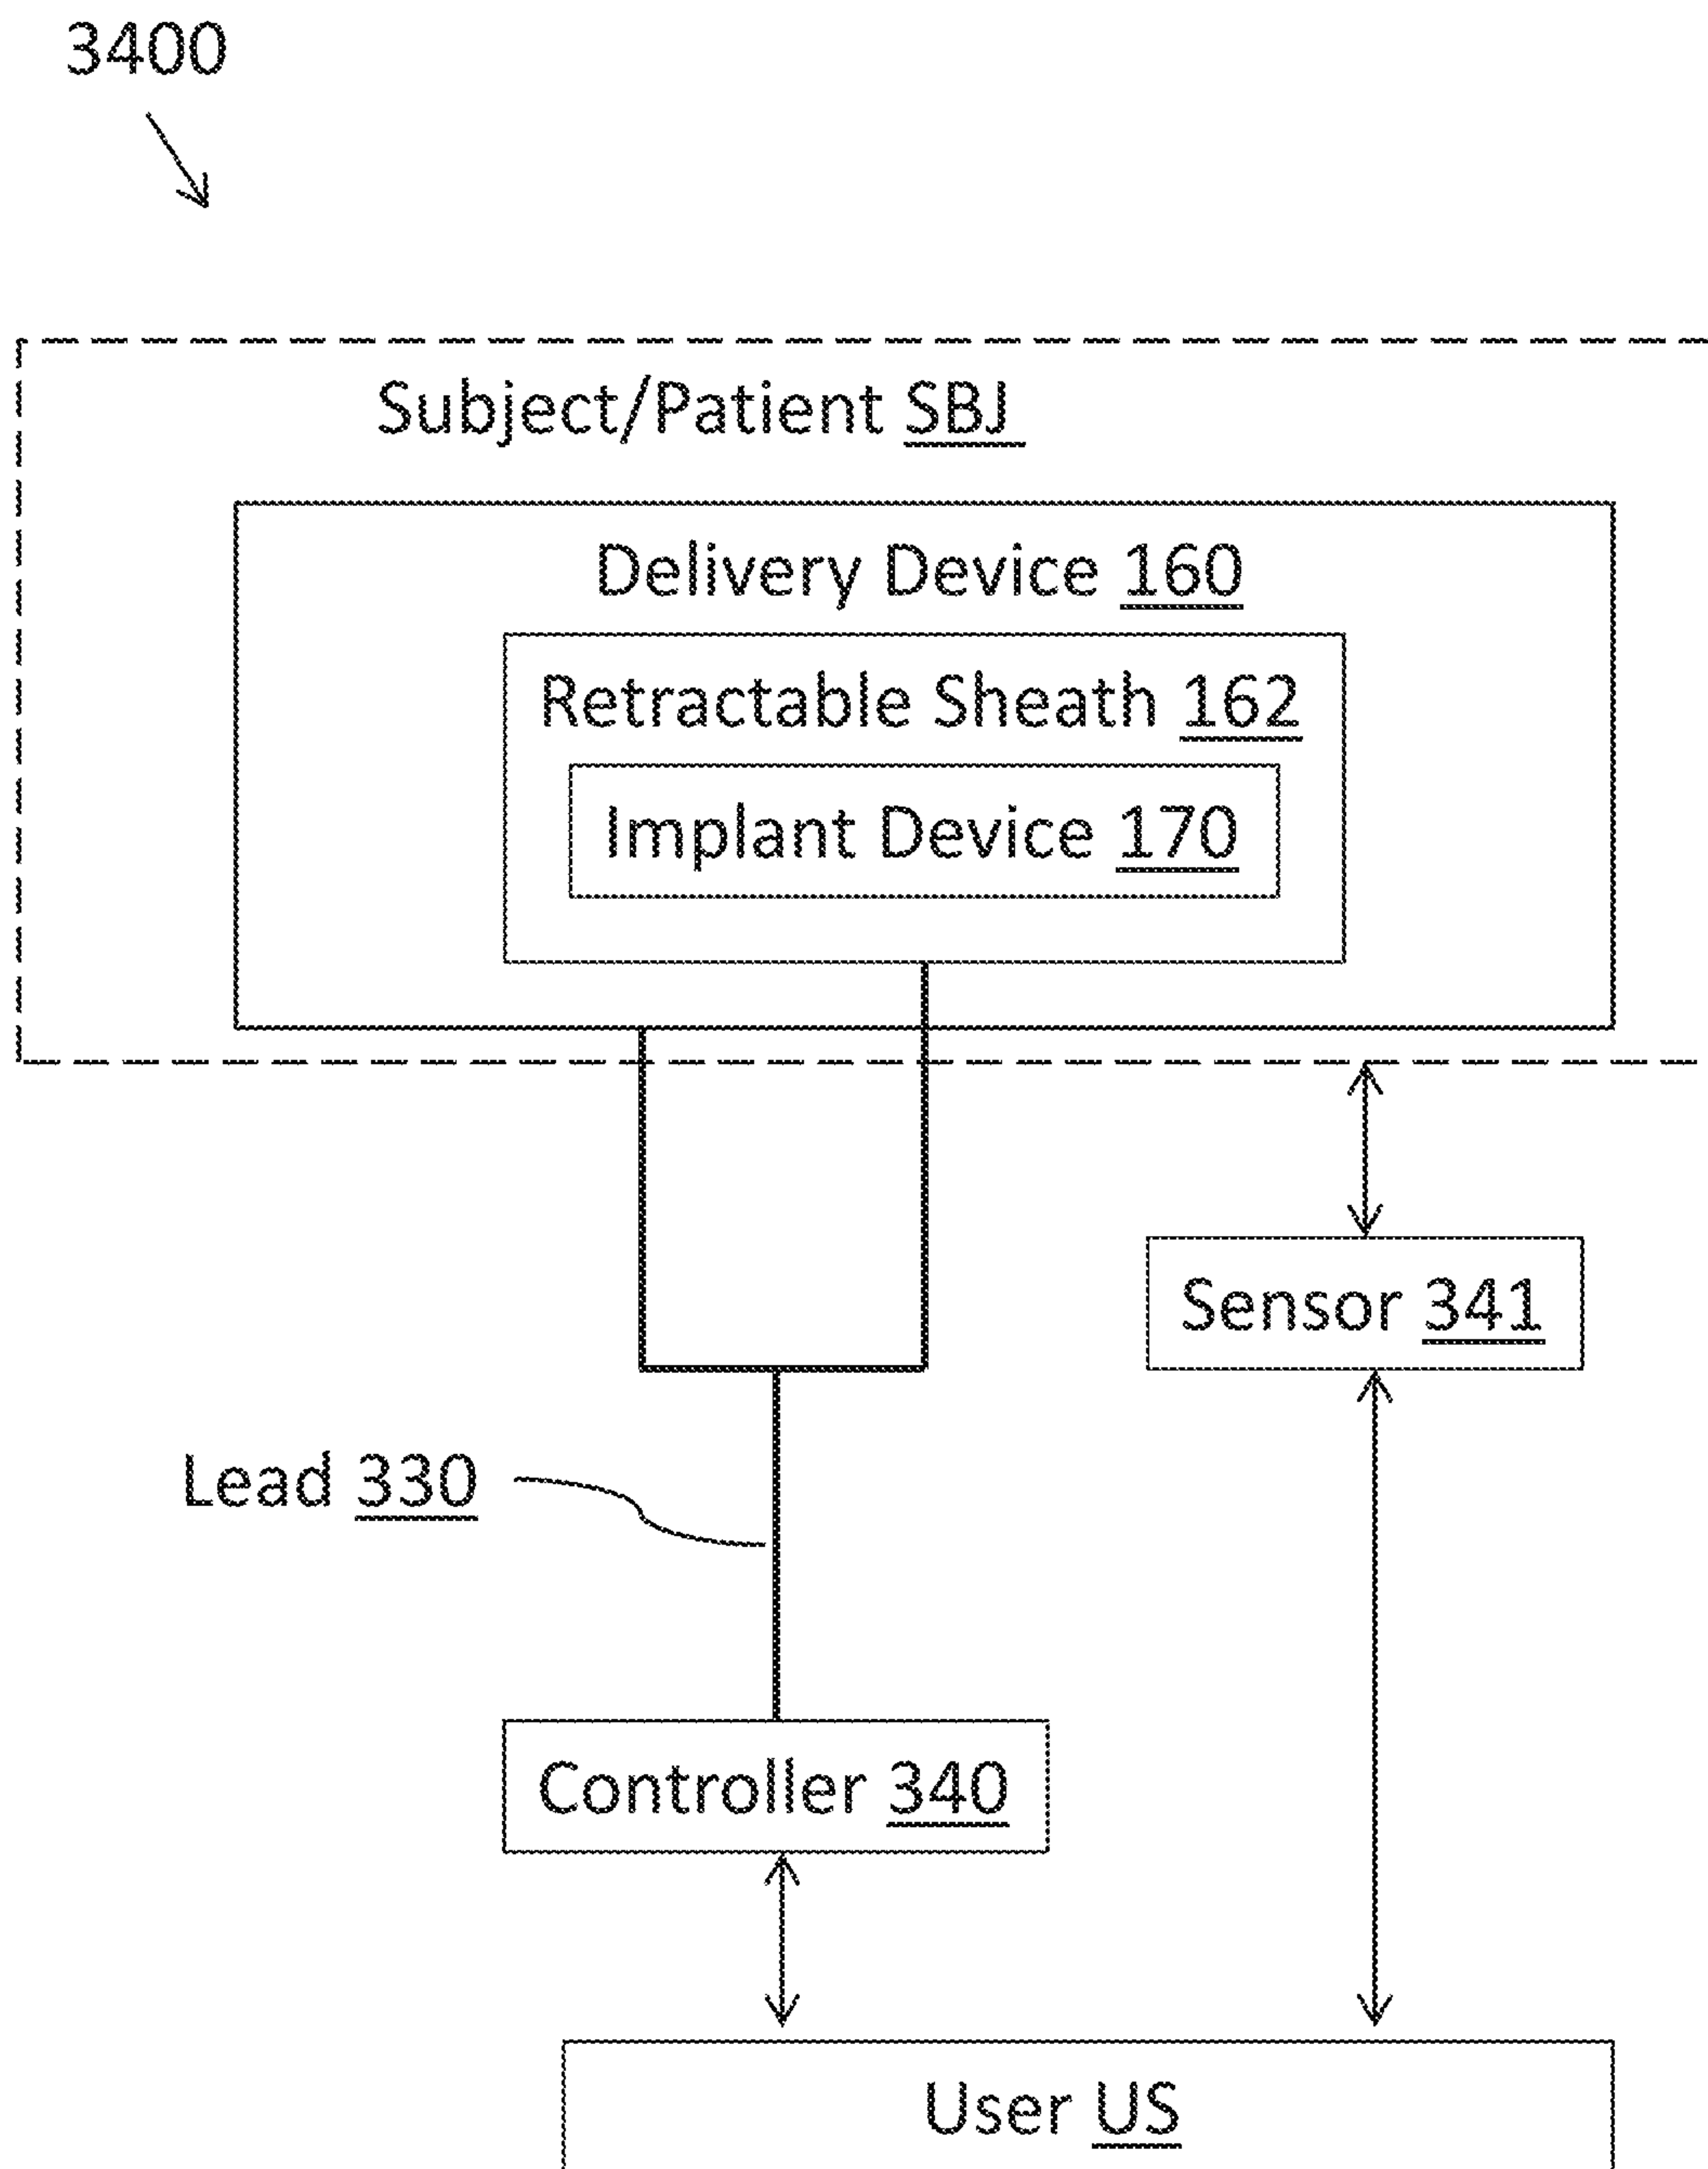 3400
Subject/Patient SBJ
Delivery Device 160
Retractable Sheath 162
Implant Device 170
Sensor 341
Lead 330
Controller 340
User US